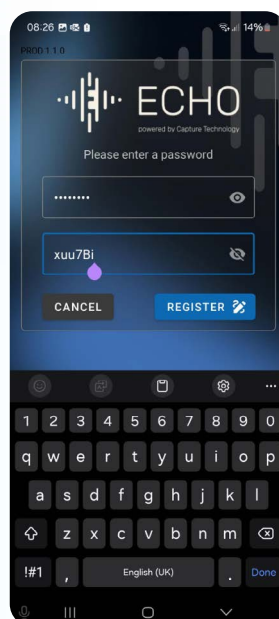 08:26 14%
PROD 1.1.0
ECHO
powered by Capture Technology
Please enter a password
••••••••
xuu7Bi
CANCEL REGISTER
1 2 3 4 5 6 7 8 9 0
q w e r t y u i o p
a s d f g h j k l
z x c v b n m
!#1 , English (UK) . Done